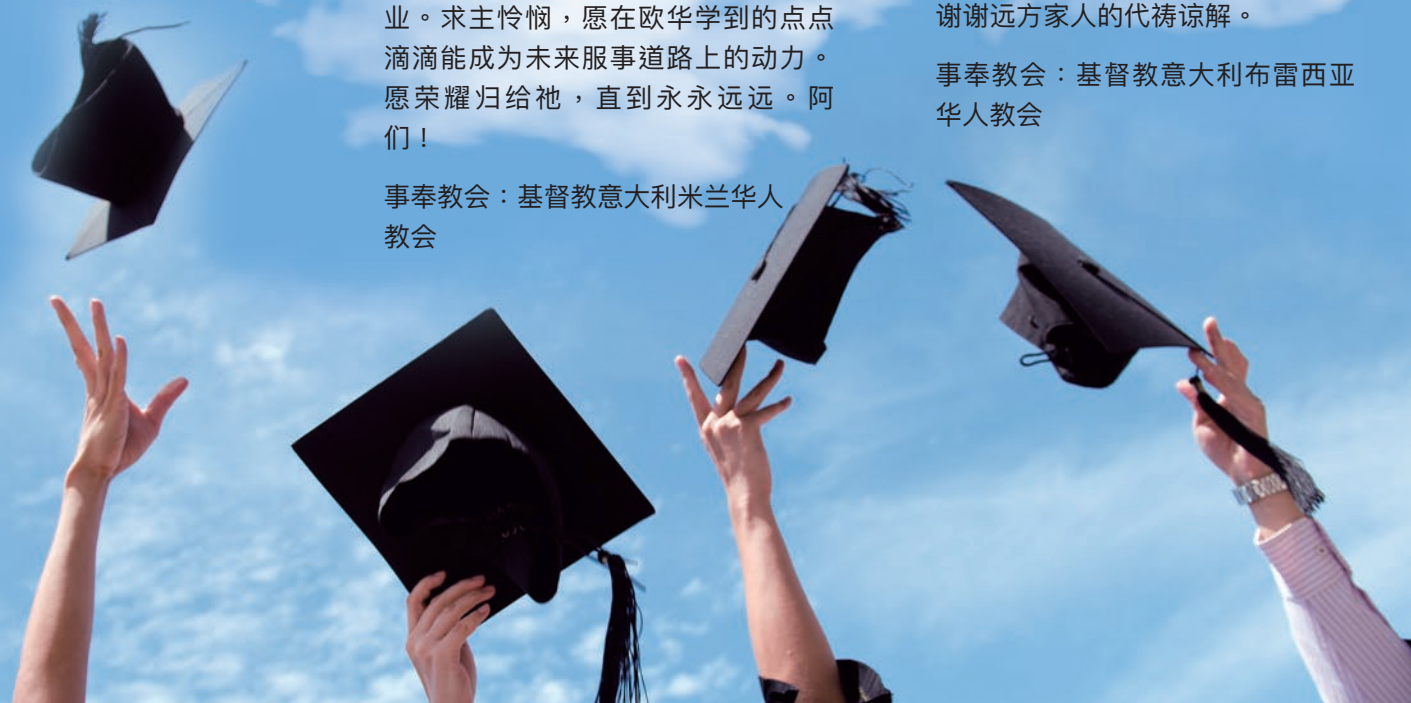 业。求主怜悯，愿在欧华学到的点点
滴滴能成为未来服事道路上的动力。
愿荣耀归给祂，直到永永远远。阿
们！
事奉教会：基督教意大利米兰华人
教会
谢谢远方家人的代祷谅解。
事奉教会：基督教意大利布雷西亚
华人教会